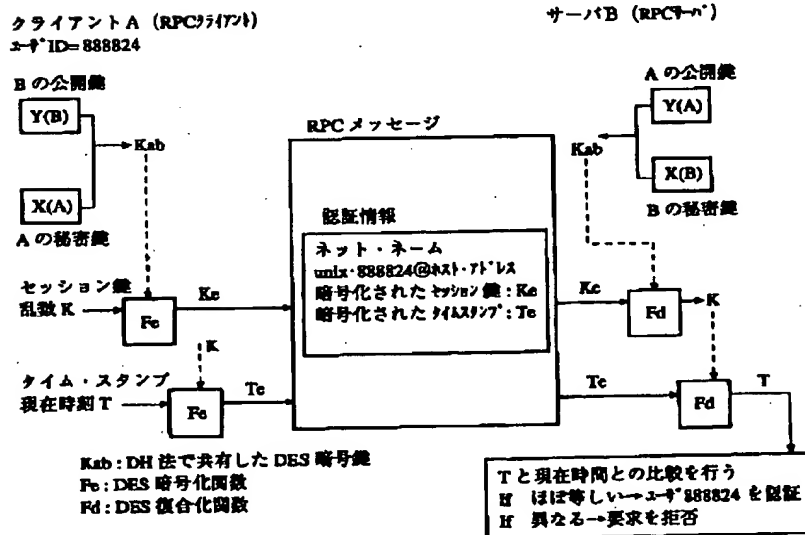 クライアントA (RPCクライアント)
ユーザID=888824
サーバB (RPCサーバ)
Bの公開鍵
Y(B)
Kab
X(A)
Aの秘密鍵
セッション鍵
乱数 K
Fe
Ke
K
タイム・スタンプ
現在時刻 T
Fe
Te
RPCメッセージ
認証情報
ネット・ネーム
unix・888824@ホスト・アドレス
暗号化されたセッション鍵：Ke
暗号化されたタイムスタンプ：Te
Aの公開鍵
Y(A)
Kab
X(B)
Bの秘密鍵
Ke
Fd
K
Te
Fd
T
Kab：DH法で共有したDES暗号鍵
Fe：DES暗号化関数
Fd：DES復合化関数
Tと現在時間との比較を行う
If ほぼ等しい→ユーザ888824を認証
If 異なる→要求を拒否